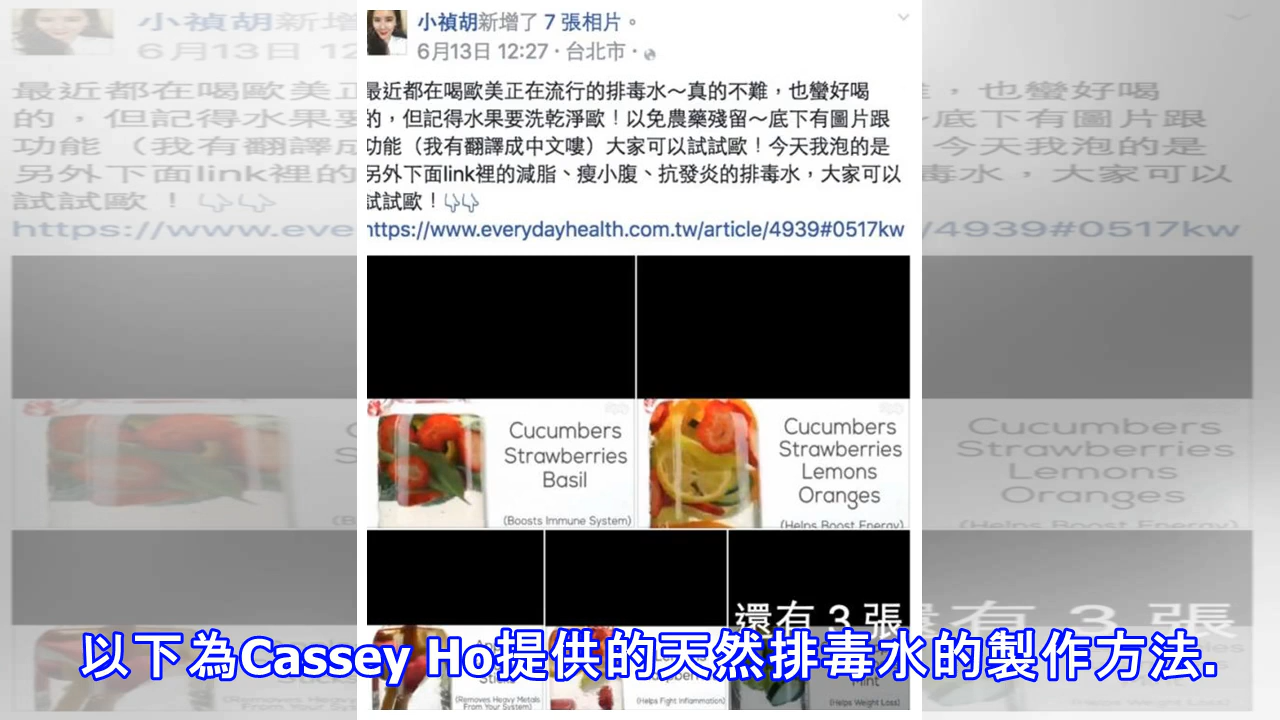 小禎胡新增了 7 張相片。
6月13日 12:27 · 台北市 ·
最近都在喝歐美正在流行的排毒水～真的不難，也蠻好喝
的，但記得水果要洗乾淨歐！以免農藥殘留～底下有圖片跟
功能（我有翻譯成中文嘍）大家可以試試歐！今天我泡的是
另外下面link裡的減脂、瘦小腹、抗發炎的排毒水，大家可以
試試歐！
https://www.everydayhealth.com.tw/article/4939#0517kw
Cucumbers
Strawberries
Basil
(Boosts Immune System)
Cucumbers
Strawberries
Lemons
Oranges
(Helps Boost Energy)
還有 3 張
(Removes Heavy Metals
From Your System)
(Helps Fight Inflammation)
Mint
(Helps Weight Loss)
以下為Cassey Ho提供的天然排毒水的製作方法.